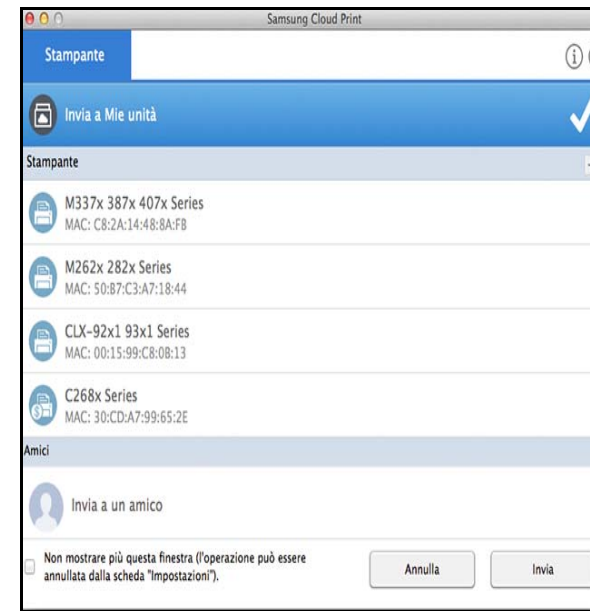 Samsung Cloud Print
Stampante
Invia a Mie unità
Stampante
M337x 387x 407x Series
MAC: C8:2A:14:48:8A:FB
M262x 282x Series
MAC: 50:B7:C3:A7:18:44
CLX-92x1 93x1 Series
MAC: 00:15:99:C8:0B:13
C268x Series
MAC: 30:CD:A7:99:65:2E
Amici
Invia a un amico
Non mostrare più questa finestra (l'operazione può essere
annullata dalla scheda "Impostazioni").
Annulla
Invia